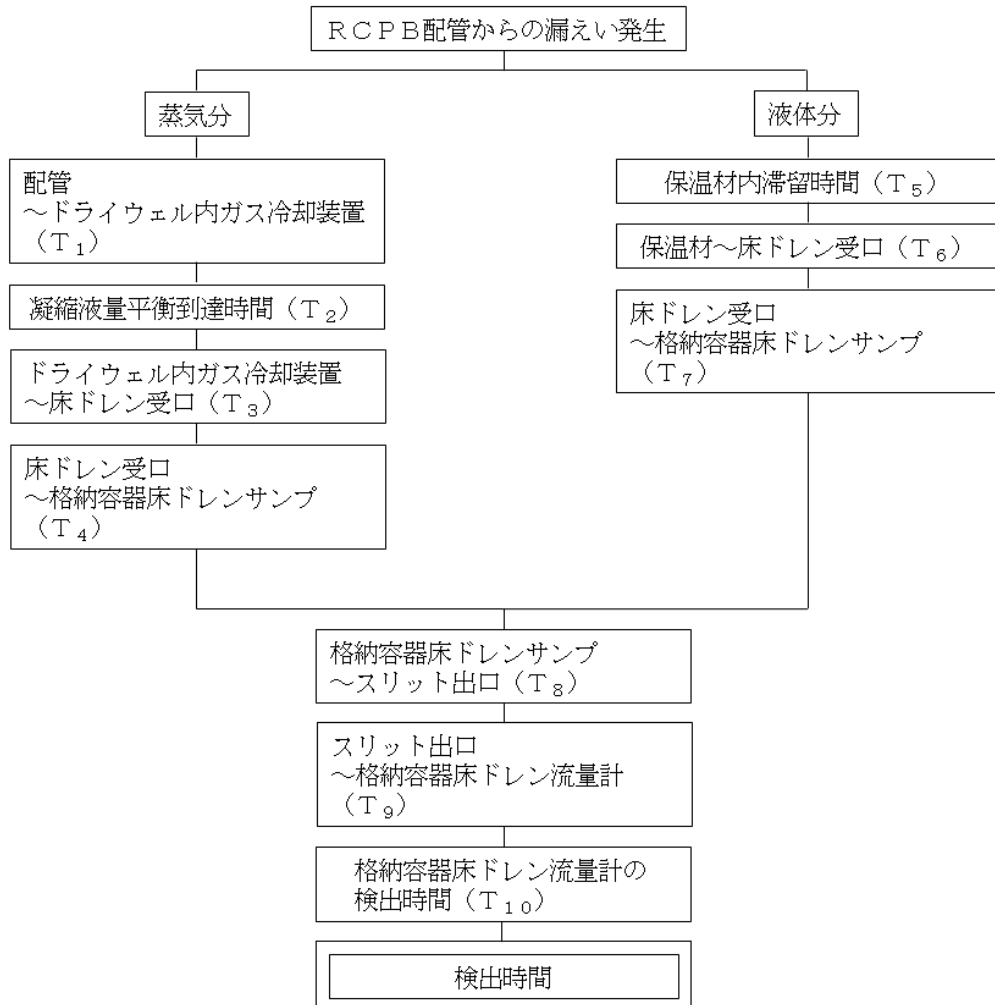 ＲＣＰＢ配管からの漏えい発生
蒸気分
配管
～ドライウェル内ガス冷却装置
（Ｔ₁）
凝縮液量平衡到達時間（Ｔ₂）
ドライウェル内ガス冷却装置
～床ドレン受口（Ｔ₃）
床ドレン受口
～格納容器床ドレンサンプ
（Ｔ₄）
液体分
保温材内滞留時間（Ｔ₅）
保温材～床ドレン受口（Ｔ₆）
床ドレン受口
～格納容器床ドレンサンプ
（Ｔ₇）
格納容器床ドレンサンプ
～スリット出口（Ｔ₈）
スリット出口
～格納容器床ドレン流量計
（Ｔ₉）
格納容器床ドレン流量計の
検出時間（Ｔ₁₀）
検出時間